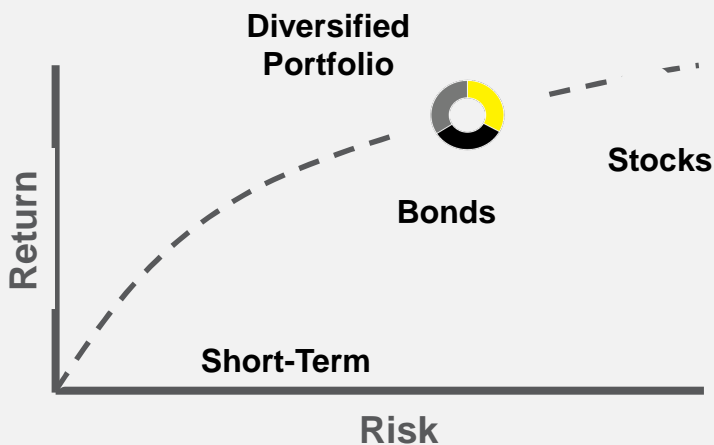 Diversified
Portfolio
Stocks
Bonds
Return
Short-Term
Risk